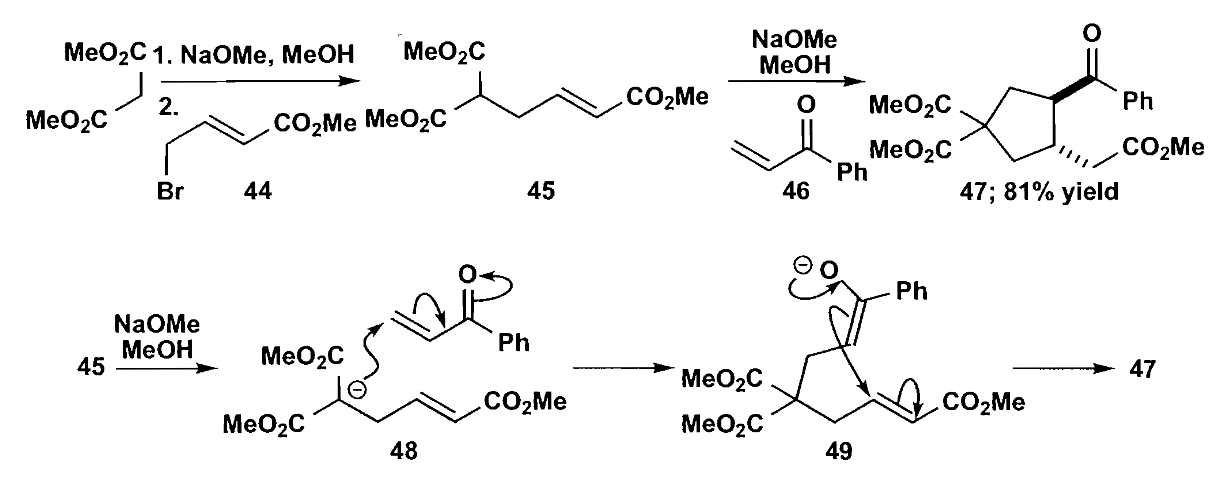 MeO₂C
MeO₂C
1. NaOMe, MeOH
2.
CO₂Me
Br
44
MeO₂C
MeO₂C
CO₂Me
45
NaOMe
MeOH
O
Ph
46
O
Ph
MeO₂C
MeO₂C
CO₂Me
47; 81% yield
45
NaOMe
MeOH
O
Ph
MeO₂C
⊖
MeO₂C
CO₂Me
48
⊖ O
Ph
MeO₂C
MeO₂C
CO₂Me
49
47